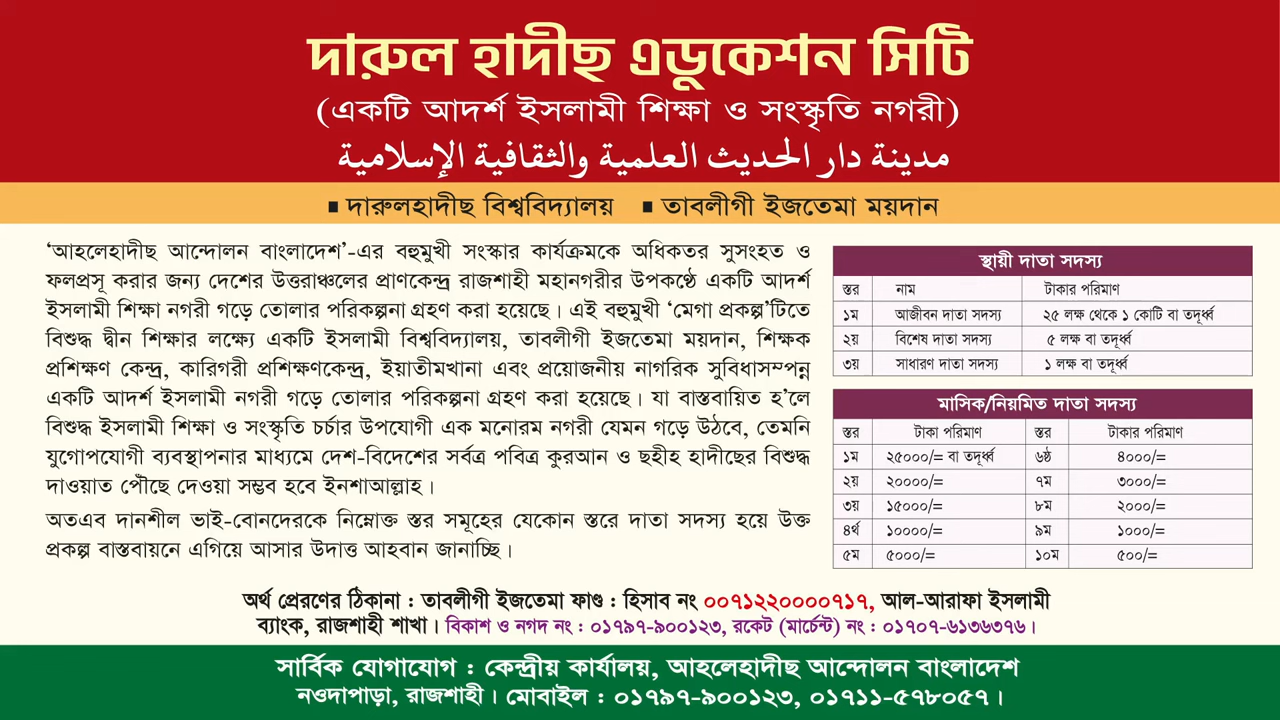 দারুল হাদীছ এডুকেশন সিটি
(একটি আদর্শ ইসলামী শিক্ষা ও সংস্কৃতি নগরী)
مدينة دار الحديث العلمية والثقافية الإسلامية
▪ দারুলহাদীছ বিশ্ববিদ্যালয় ▪ তাবলীগী ইজতেমা ময়দান
‘আহলেহাদীছ আন্দোলন বাংলাদেশ’-এর বহুমুখী সংস্কার কার্যক্রমকে অধিকতর সুসংহত ও
ফলপ্রসূ করার জন্য দেশের উত্তরাঞ্চলের প্রাণকেন্দ্র রাজশাহী মহানগরীর উপকণ্ঠে একটি আদর্শ
ইসলামী শিক্ষা নগরী গড়ে তোলার পরিকল্পনা গ্রহণ করা হয়েছে। এই বহুমুখী ‘মেগা প্রকল্প’টিতে
বিশুদ্ধ দ্বীন শিক্ষার লক্ষ্যে একটি ইসলামী বিশ্ববিদ্যালয়, তাবলীগী ইজতেমা ময়দান, শিক্ষক
প্রশিক্ষণ কেন্দ্র, কারিগরী প্রশিক্ষণকেন্দ্র, ইয়াতীমখানা এবং প্রয়োজনীয় নাগরিক সুবিধাসম্পন্ন
একটি আদর্শ ইসলামী নগরী গড়ে তোলার পরিকল্পনা গ্রহণ করা হয়েছে। যা বাস্তবায়িত হ’লে
বিশুদ্ধ ইসলামী শিক্ষা ও সংস্কৃতি চর্চার উপযোগী এক মনোরম নগরী যেমন গড়ে উঠবে, তেমনি
যুগোপযোগী ব্যবস্থাপনার মাধ্যমে দেশ-বিদেশের সর্বত্র পবিত্র কুরআন ও ছহীহ হাদীছের বিশুদ্ধ
দাওয়াত পৌঁছে দেওয়া সম্ভব হবে ইনশাআল্লাহ।
অতএব দানশীল ভাই-বোনদেরকে নিম্নোক্ত স্তর সমূহের যেকোন স্তরে দাতা সদস্য হয়ে উক্ত
প্রকল্প বাস্তবায়নে এগিয়ে আসার উদাত্ত আহবান জানাচ্ছি।
স্থায়ী দাতা সদস্য
স্তর নাম টাকার পরিমাণ
১ম আজীবন দাতা সদস্য ২৫ লক্ষ থেকে ১ কোটি বা তদূর্ধ্ব
২য় বিশেষ দাতা সদস্য ৫ লক্ষ বা তদূর্ধ্ব
৩য় সাধারণ দাতা সদস্য ১ লক্ষ বা তদূর্ধ্ব
মাসিক/নিয়মিত দাতা সদস্য
স্তর টাকা পরিমাণ স্তর টাকার পরিমাণ
১ম ২৫০০০/= বা তদূর্ধ্ব ৬ষ্ঠ ৪০০০/=
২য় ২০০০০/= ৭ম ৩০০০/=
৩য় ১৫০০০/= ৮ম ২০০০/=
৪র্থ ১০০০০/= ৯ম ১০০০/=
৫ম ৫০০০/= ১০ম ৫০০/=
অর্থ প্রেরণের ঠিকানা : তাবলীগী ইজতেমা ফাণ্ড : হিসাব নং ০০৭১২২০০০০৭১৭, আল-আরাফা ইসলামী
ব্যাংক, রাজশাহী শাখা। বিকাশ ও নগদ নং : ০১৭৯৭-৯০০১২৩, রকেট (মার্চেন্ট) নং : ০১৭০৭-৬১৩৬৩৭৬।
সার্বিক যোগাযোগ : কেন্দ্রীয় কার্যালয়, আহলেহাদীছ আন্দোলন বাংলাদেশ
নওদাপাড়া, রাজশাহী। মোবাইল : ০১৭৯৭-৯০০১২৩, ০১৭১১-৫৭৮০৫৭।